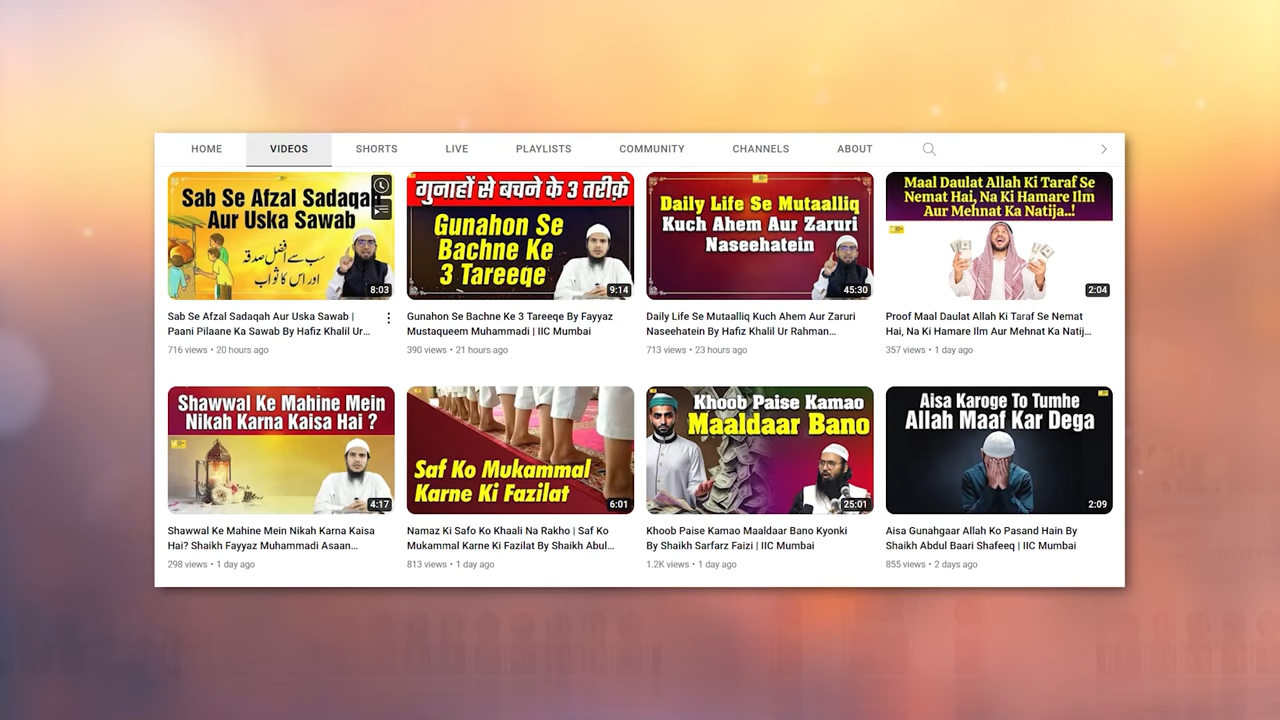 HOME VIDEOS SHORTS LIVE PLAYLISTS COMMUNITY CHANNELS ABOUT
Sab Se Afzal Sadaqah
Aur Uska Sawab
سب سے افضل صدقہ
اور اس کا ثواب
8:03
Sab Se Afzal Sadaqah Aur Uska Sawab |
Paani Pilaane Ka Sawab By Hafiz Khalil Ur...
716 views • 20 hours ago
गुनाहों से बचने के 3 तरीक़े
Gunahon Se
Bachne Ke
3 Tareeqe
9:14
Gunahon Se Bachne Ke 3 Tareeqe By Fayyaz
Mustaqueem Muhammadi | IIC Mumbai
390 views • 21 hours ago
Daily Life Se Mutaalliq
Kuch Ahem Aur Zaruri
Naseehatein
45:30
Daily Life Se Mutaalliq Kuch Ahem Aur Zaruri
Naseehatein By Hafiz Khalil Ur Rahman...
713 views • 23 hours ago
Maal Daulat Allah Ki Taraf Se
Nemat Hai, Na Ki Hamare Ilm
Aur Mehnat Ka Natija..!
2:04
Proof Maal Daulat Allah Ki Taraf Se Nemat
Hai, Na Ki Hamare Ilm Aur Mehnat Ka Natij...
357 views • 1 day ago
Shawwal Ke Mahine Mein
Nikah Karna Kaisa Hai ?
4:17
Shawwal Ke Mahine Mein Nikah Karna Kaisa
Hai? Shaikh Fayyaz Muhammadi Asaan...
298 views • 1 day ago
Saf Ko Mukammal
Karne Ki Fazilat
6:01
Namaz Ki Safo Ko Khaali Na Rakho | Saf Ko
Mukammal Karne Ki Fazilat By Shaikh Abul...
813 views • 1 day ago
Khoob Paise Kamao
Maaldaar Bano
25:01
Khoob Paise Kamao Maaldaar Bano Kyonki
By Shaikh Sarfarz Faizi | IIC Mumbai
1.2K views • 1 day ago
Aisa Karoge To Tumhe
Allah Maaf Kar Dega
2:09
Aisa Gunahgaar Allah Ko Pasand Hain By
Shaikh Abdul Baari Shafeeq | IIC Mumbai
855 views • 2 days ago